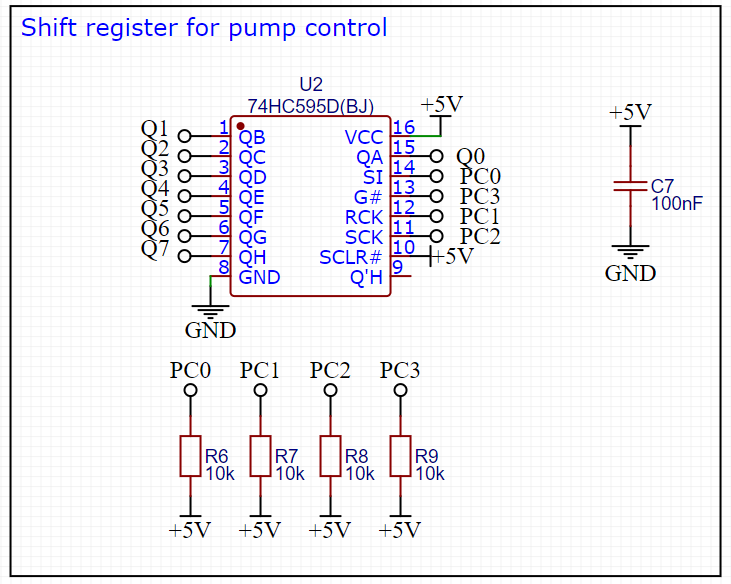 Shift register for pump control
U2
74HC595D(BJ)
+5V
+5V
Q1 1 QB VCC 16
Q2 2 QC QA 15 Q0
Q3 3 QD SI 14 PC0
Q4 4 QE G# 13 PC3
Q5 5 QF RCK 12 PC1
Q6 6 QG SCK 11 PC2
Q7 7 QH SCLR# 10 +5V
8 GND Q'H 9
C7
100nF
GND
GND
PC0 PC1 PC2 PC3
R6 R7 R8 R9
10k 10k 10k 10k
+5V +5V +5V +5V